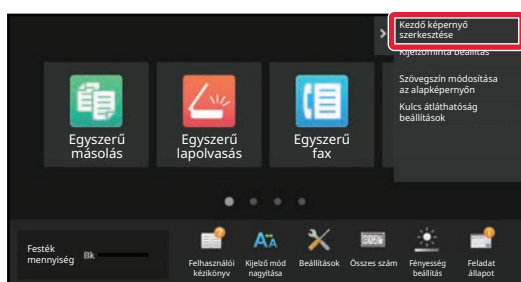 Kezdő képernyő
szerkesztése
Kijelzőminta beállítás
Szövegszín módosítása
az alapképernyőn
Kulcs átláthatóság
beállítások
Egyszerű
másolás
Egyszerű
lapolvasás
Egyszerű
fax
Festék
mennyiség
Bk
Felhasználói
kézikönyv
Kijelző mód
nagyítása
Beállítások
Összes szám
Fényesség
beállítás
Feladat
állapot